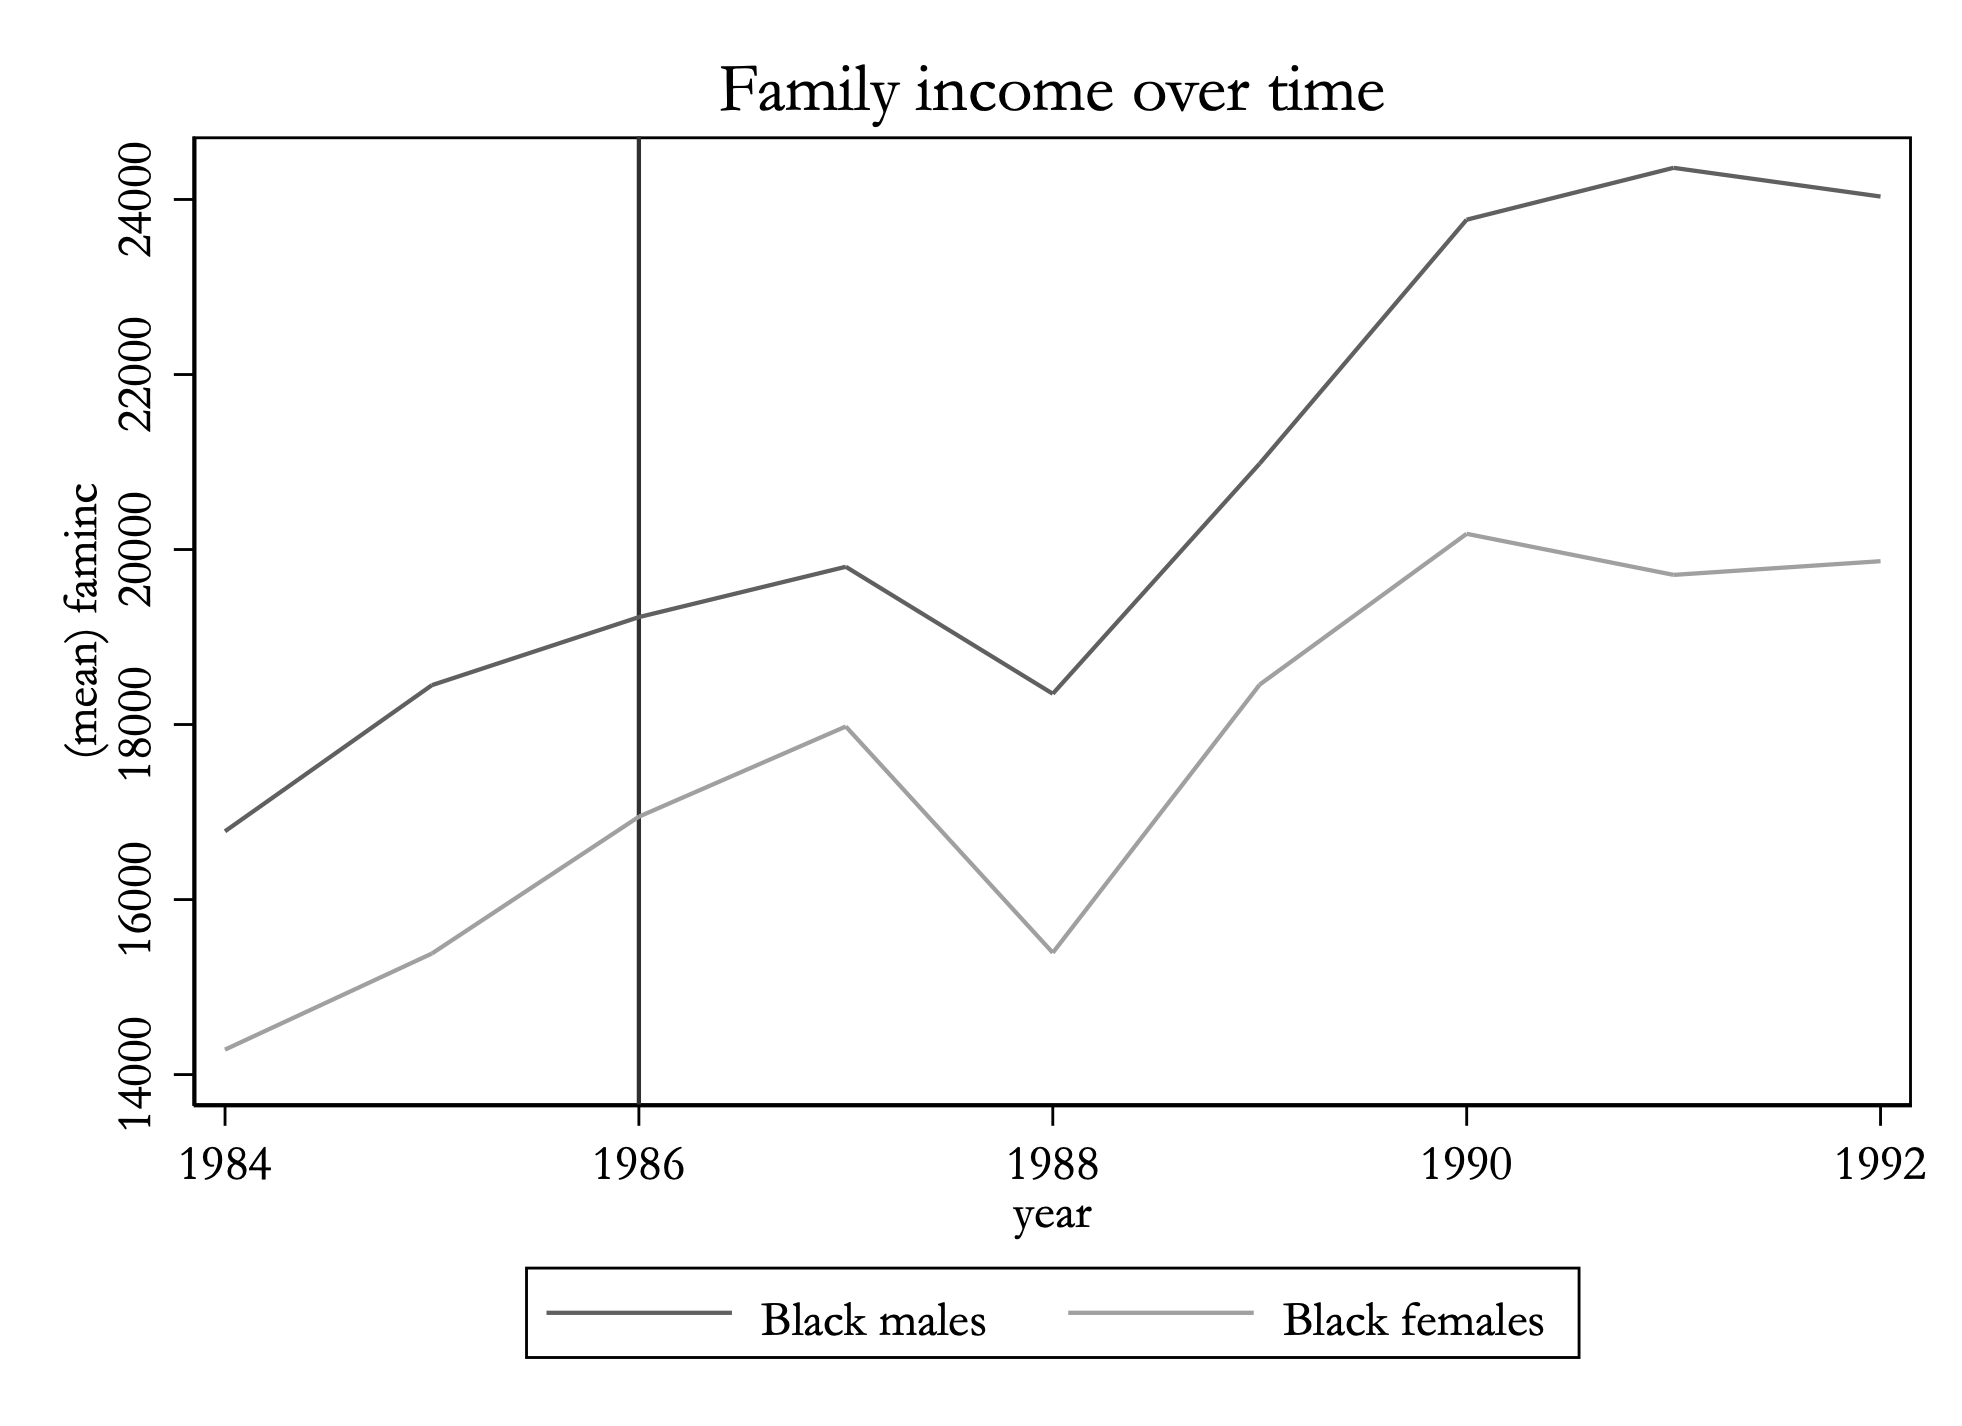 Family income over time
(mean) faminc
24000
22000
20000
18000
16000
14000
1984 1986 1988 1990 1992
year
Black males Black females